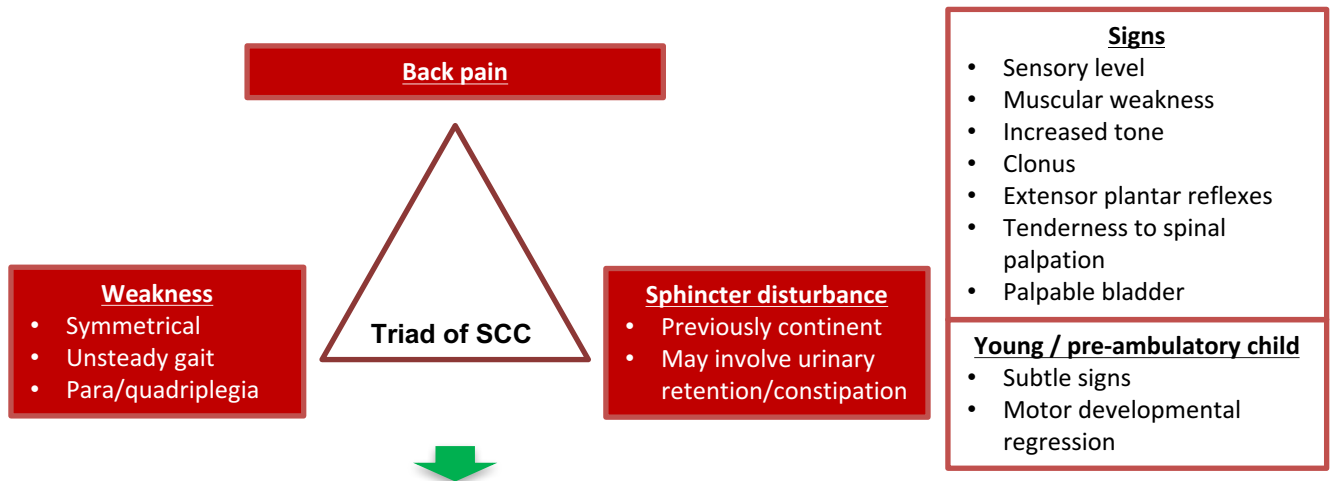 Back pain
Triad of SCC
Weakness
• Symmetrical
• Unsteady gait
• Para/quadriplegia
Sphincter disturbance
• Previously continent
• May involve urinary
retention/constipation
Signs
• Sensory level
• Muscular weakness
• Increased tone
• Clonus
• Extensor plantar reflexes
• Tenderness to spinal
palpation
• Palpable bladder
Young / pre-ambulatory child
• Subtle signs
• Motor developmental
regression